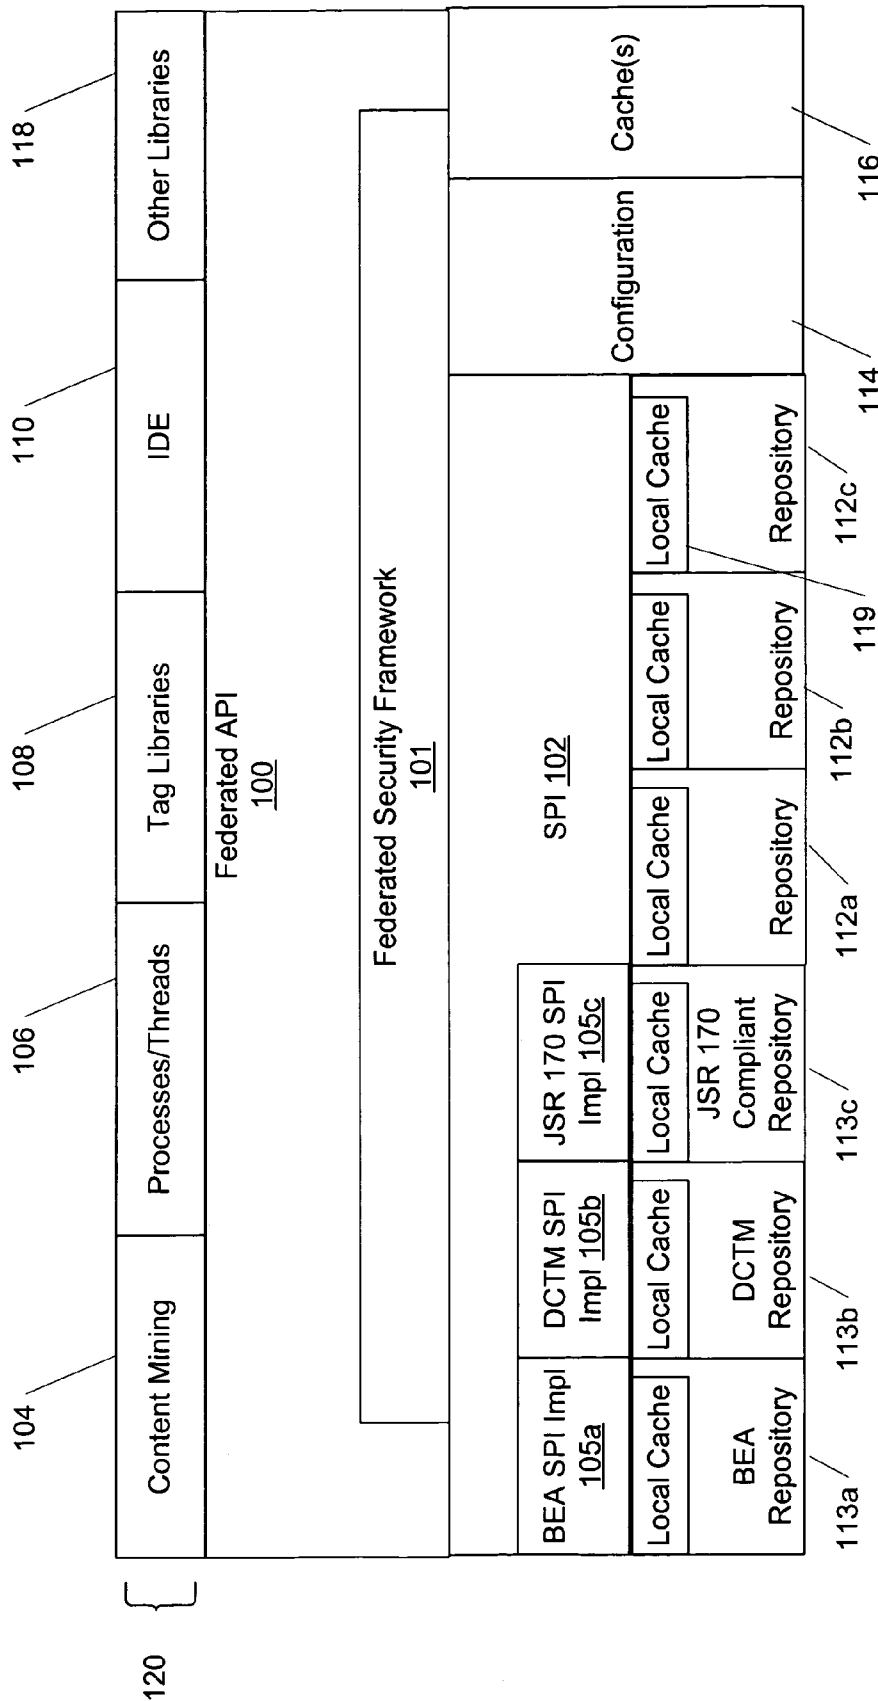 104
106
108
110
118
120
Content Mining
Processes/Threads
Tag Libraries
IDE
Other Libraries
Federated API
100
Federated Security Framework
101
SPI 102
Configuration
Cache(s)
BEA SPI Impl
105a
DCTM SPI
Impl 105b
JSR 170 SPI
Impl 105c
Local Cache
Local Cache
Local Cache
Local Cache
Local Cache
Local Cache
BEA
Repository
DCTM
Repository
JSR 170
Compliant
Repository
Repository
Repository
Repository
113a
113b
113c
112a
112b
119
112c
114
116